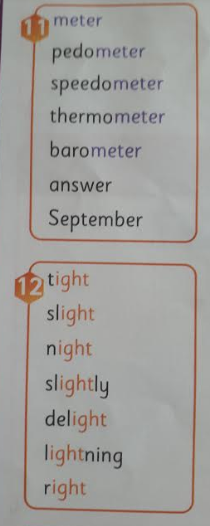 11
meter
pedometer
speedometer
thermometer
barometer
answer
September
12
tight
slight
night
slightly
delight
lightning
right